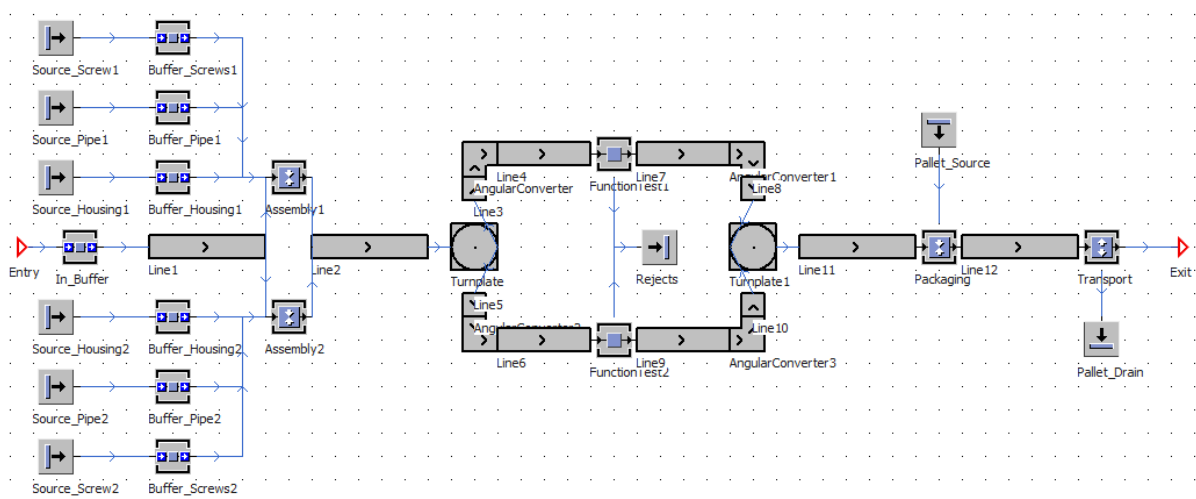 Source_Screw1 Buffer_Screws1
Source_Pipe1 Buffer_Pipe1
Pallet_Source
Source_Housing1 Buffer_Housing1 Assembly1
Line4 FunctionTest1 Line7 AngularConverter1
AngularConverter Line8
Line3
Entry In_Buffer Line1 Line2 Turnplate Rejects Turnplate1 Line11 Packaging Line12 Transport Exit
Line5 Line10
AngularConverter2
Source_Housing2 Buffer_Housing2 Assembly2
Line6 FunctionTest2 Line9 AngularConverter3
Pallet_Drain
Source_Pipe2 Buffer_Pipe2
Source_Screw2 Buffer_Screws2